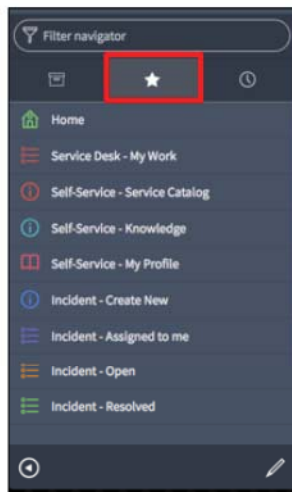 Filter navigator
Home
Service Desk - My Work
Self-Service - Service Catalog
Self-Service - Knowledge
Self-Service - My Profile
Incident - Create New
Incident - Assigned to me
Incident - Open
Incident - Resolved